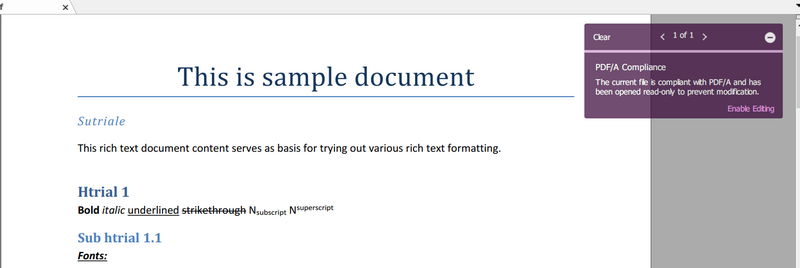 f
Clear 1 of 1
PDF/A Compliance
The current file is compliant with PDF/A and has
been opened read-only to prevent modification.
Enable Editing
This is sample document
Sutriale
This rich text document content serves as basis for trying out various rich text formatting.
Htrial 1
Bold italic underlined strikethrough Nsubscript Nsuperscript
Sub htrial 1.1
Fonts: